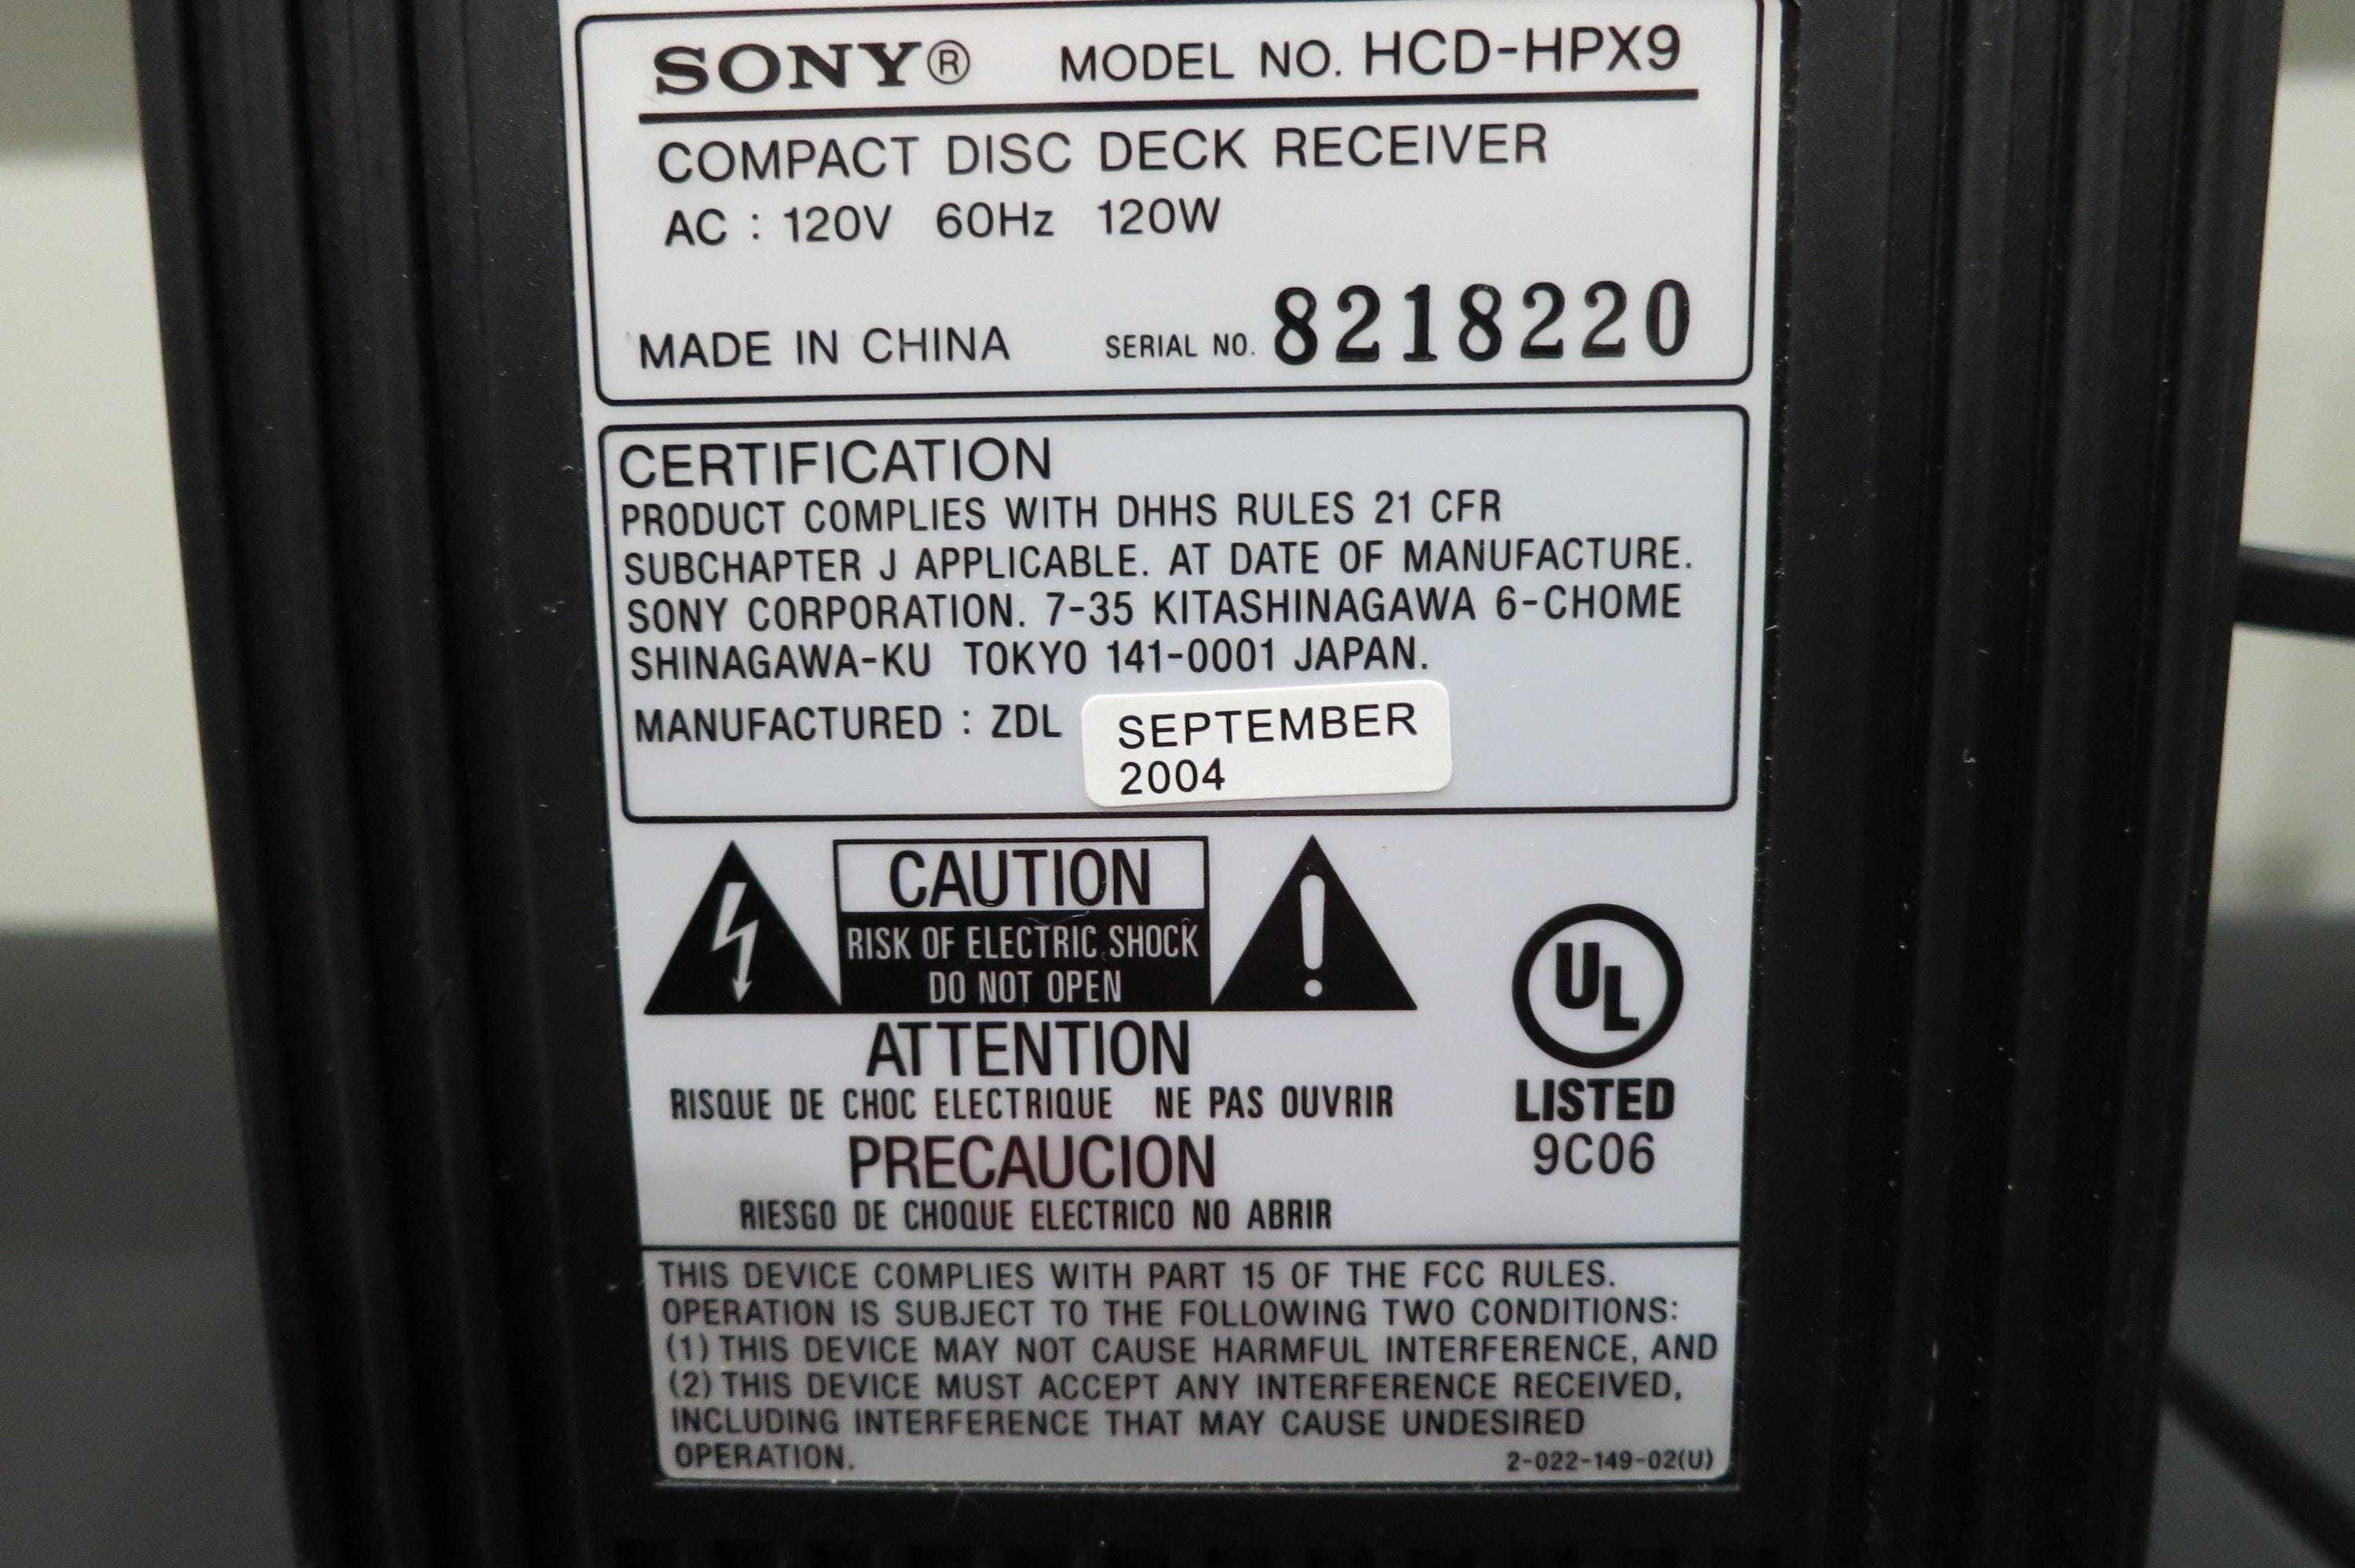 SONY® MODEL NO. HCD-HPX9
COMPACT DISC DECK RECEIVER
AC : 120V 60Hz 120W
MADE IN CHINA SERIAL NO. 8218220
CERTIFICATION
PRODUCT COMPLIES WITH DHHS RULES 21 CFR
SUBCHAPTER J APPLICABLE. AT DATE OF MANUFACTURE.
SONY CORPORATION. 7-35 KITASHINAGAWA 6-CHOME
SHINAGAWA-KU TOKYO 141-0001 JAPAN.
MANUFACTURED : ZDL SEPTEMBER
2004
CAUTION
RISK OF ELECTRIC SHOCK
DO NOT OPEN
ATTENTION
RISQUE DE CHOC ELECTRIQUE NE PAS OUVRIR
PRECAUCION
RIESGO DE CHOQUE ELECTRICO NO ABRIR
UL
LISTED
9C06
THIS DEVICE COMPLIES WITH PART 15 OF THE FCC RULES.
OPERATION IS SUBJECT TO THE FOLLOWING TWO CONDITIONS:
(1) THIS DEVICE MAY NOT CAUSE HARMFUL INTERFERENCE, AND
(2) THIS DEVICE MUST ACCEPT ANY INTERFERENCE RECEIVED,
INCLUDING INTERFERENCE THAT MAY CAUSE UNDESIRED
OPERATION. 2-022-149-02(U)